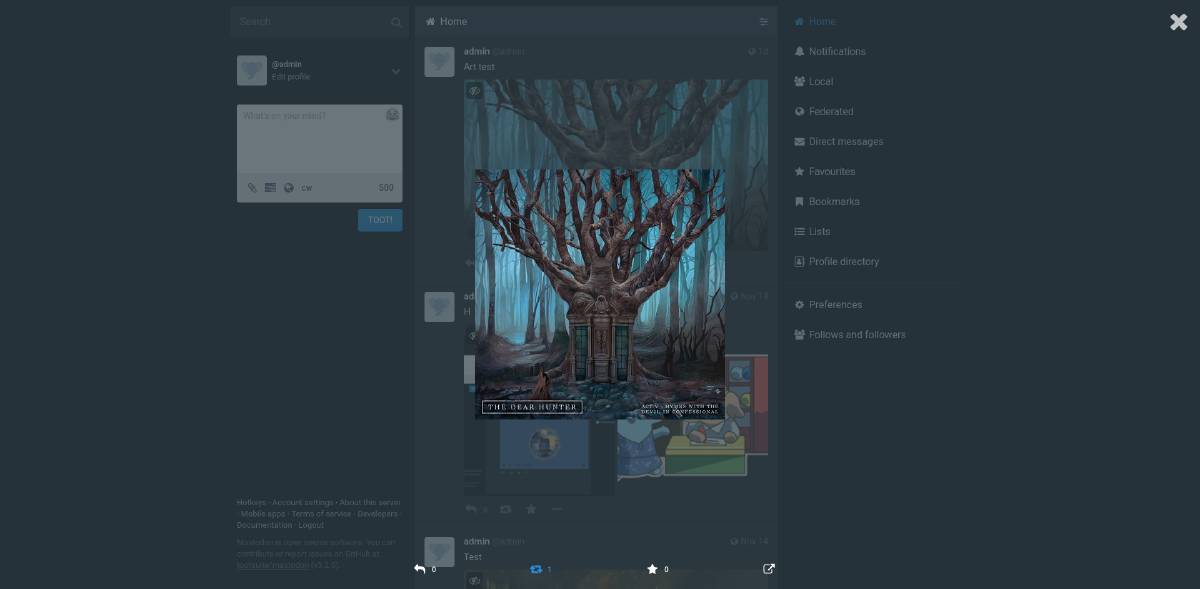 Search
@admin
Edit profile
What's on your mind?
cw
500
TOOT!
Hotkeys · Account settings · About this server
· Mobile apps · Terms of service · Developers ·
Documentation · Logout
Mastodon is open source software. You can
contribute or report issues on GitHub at
tootsuite/mastodon (v3.2.0).
Home
admin @admin
1d
Art test
THE DEAR HUNTER
ACT V: HYMNS WITH THE
DEVIL IN CONFESSIONAL
ad
Nov 14
H
admin @admin
Nov 14
Test
0
1
0
Home
Notifications
Local
Federated
Direct messages
Favourites
Bookmarks
Lists
Profile directory
Preferences
Follows and followers